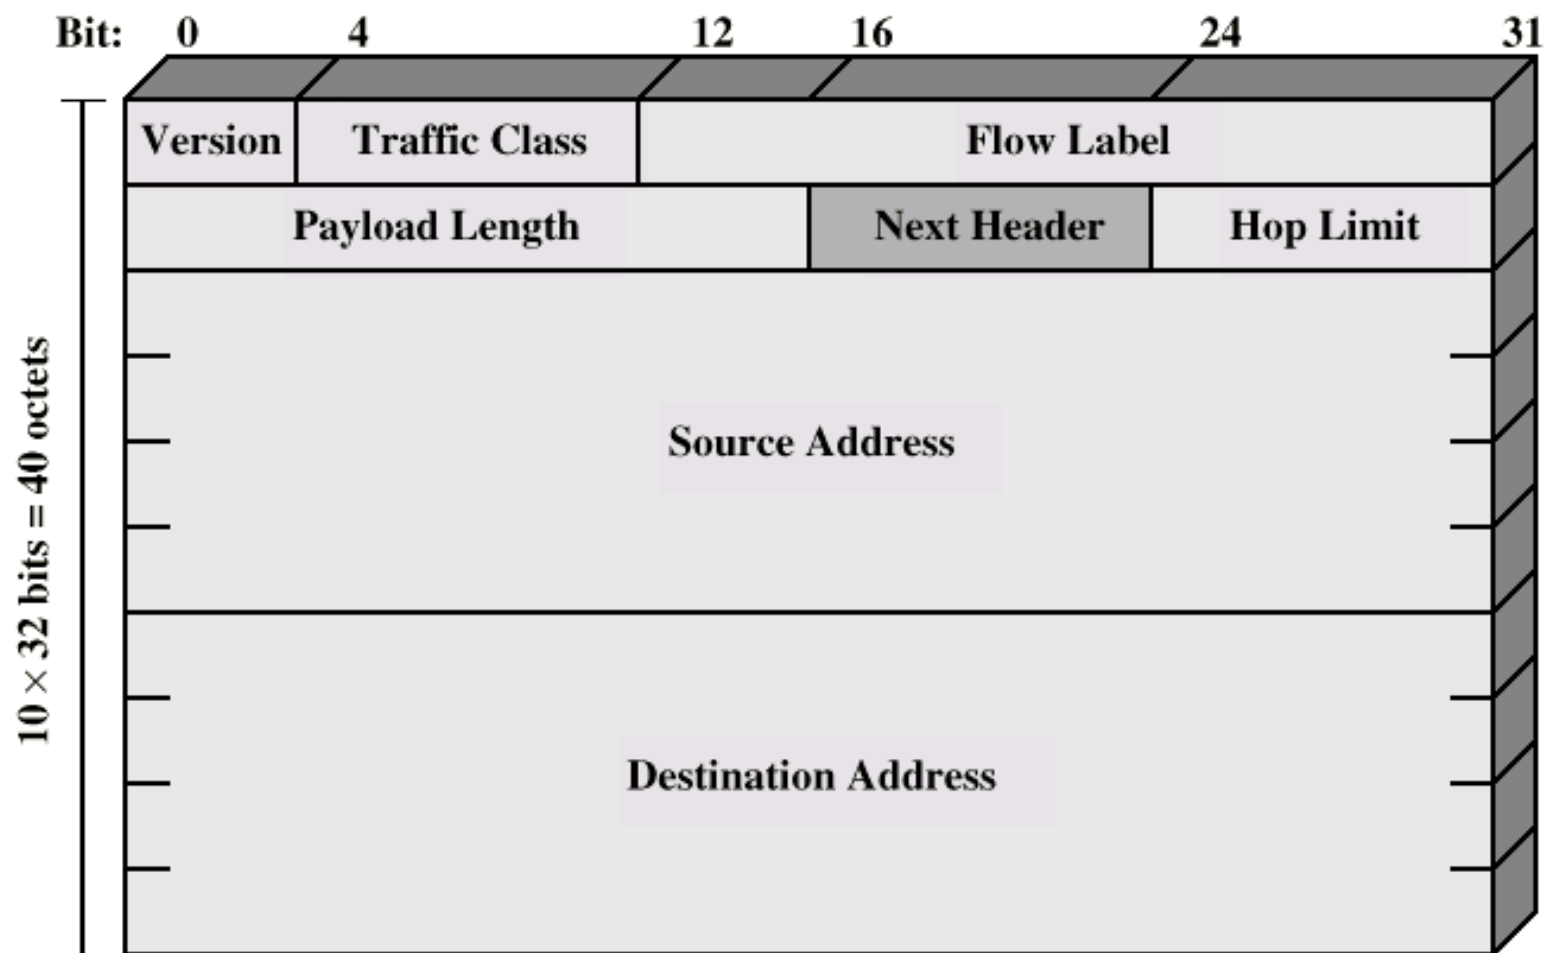 Bit: 0 4 12 16 24 31
Version Traffic Class Flow Label
Payload Length Next Header Hop Limit
Source Address
Destination Address
10 × 32 bits = 40 octets